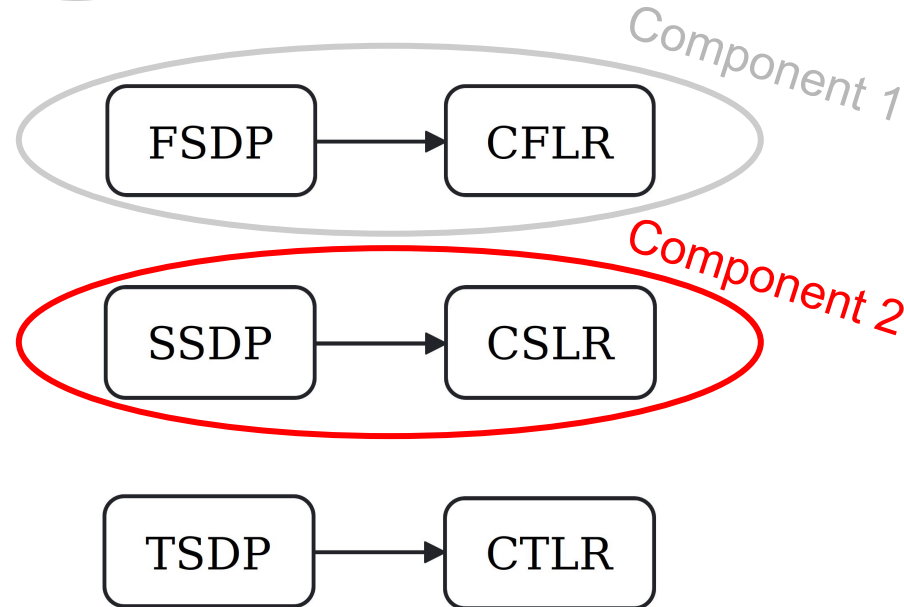 Component 1
FSDP
CFLR
Component 2
SSDP
CSLR
TSDP
CTLR